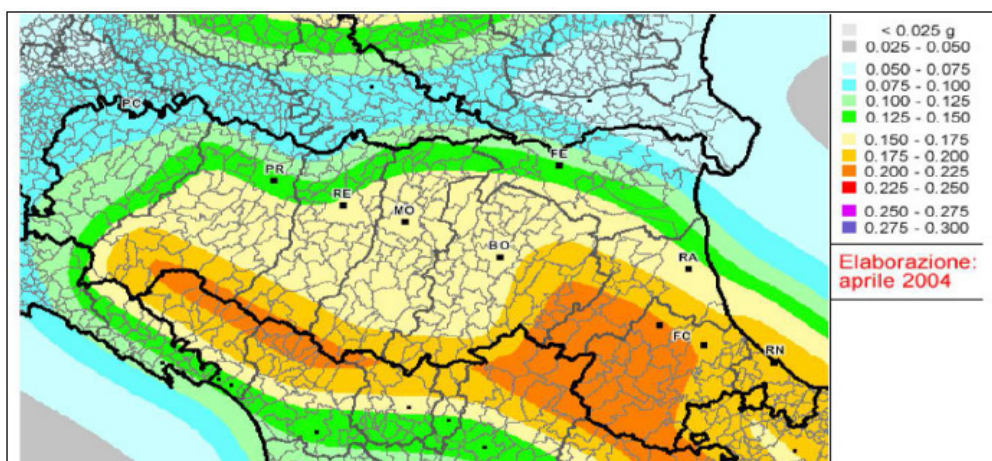 PC
PR
FE
RE
MO
BO
RA
FC
RN
< 0.025 g
0.025 - 0.050
0.050 - 0.075
0.075 - 0.100
0.100 - 0.125
0.125 - 0.150
0.150 - 0.175
0.175 - 0.200
0.200 - 0.225
0.225 - 0.250
0.250 - 0.275
0.275 - 0.300
Elaborazione:
aprile 2004